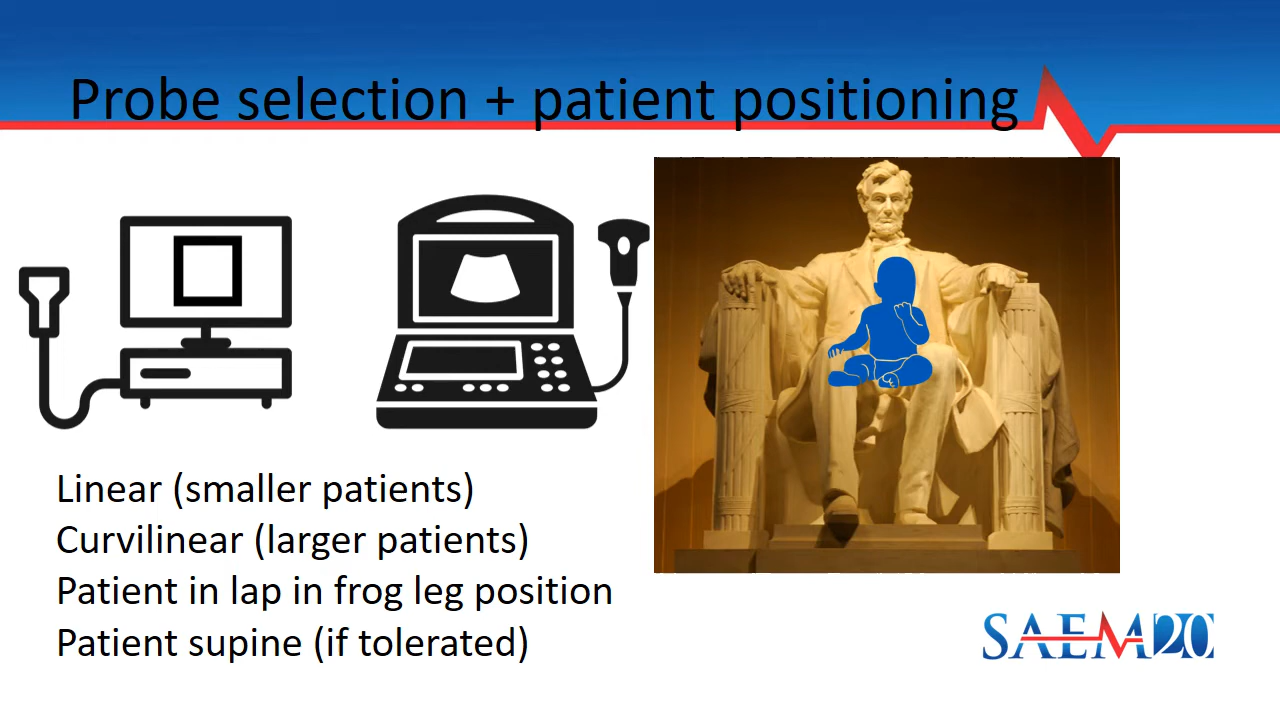 Probe selection + patient positioning
Linear (smaller patients)
Curvilinear (larger patients)
Patient in lap in frog leg position
Patient supine (if tolerated)
SAEM20